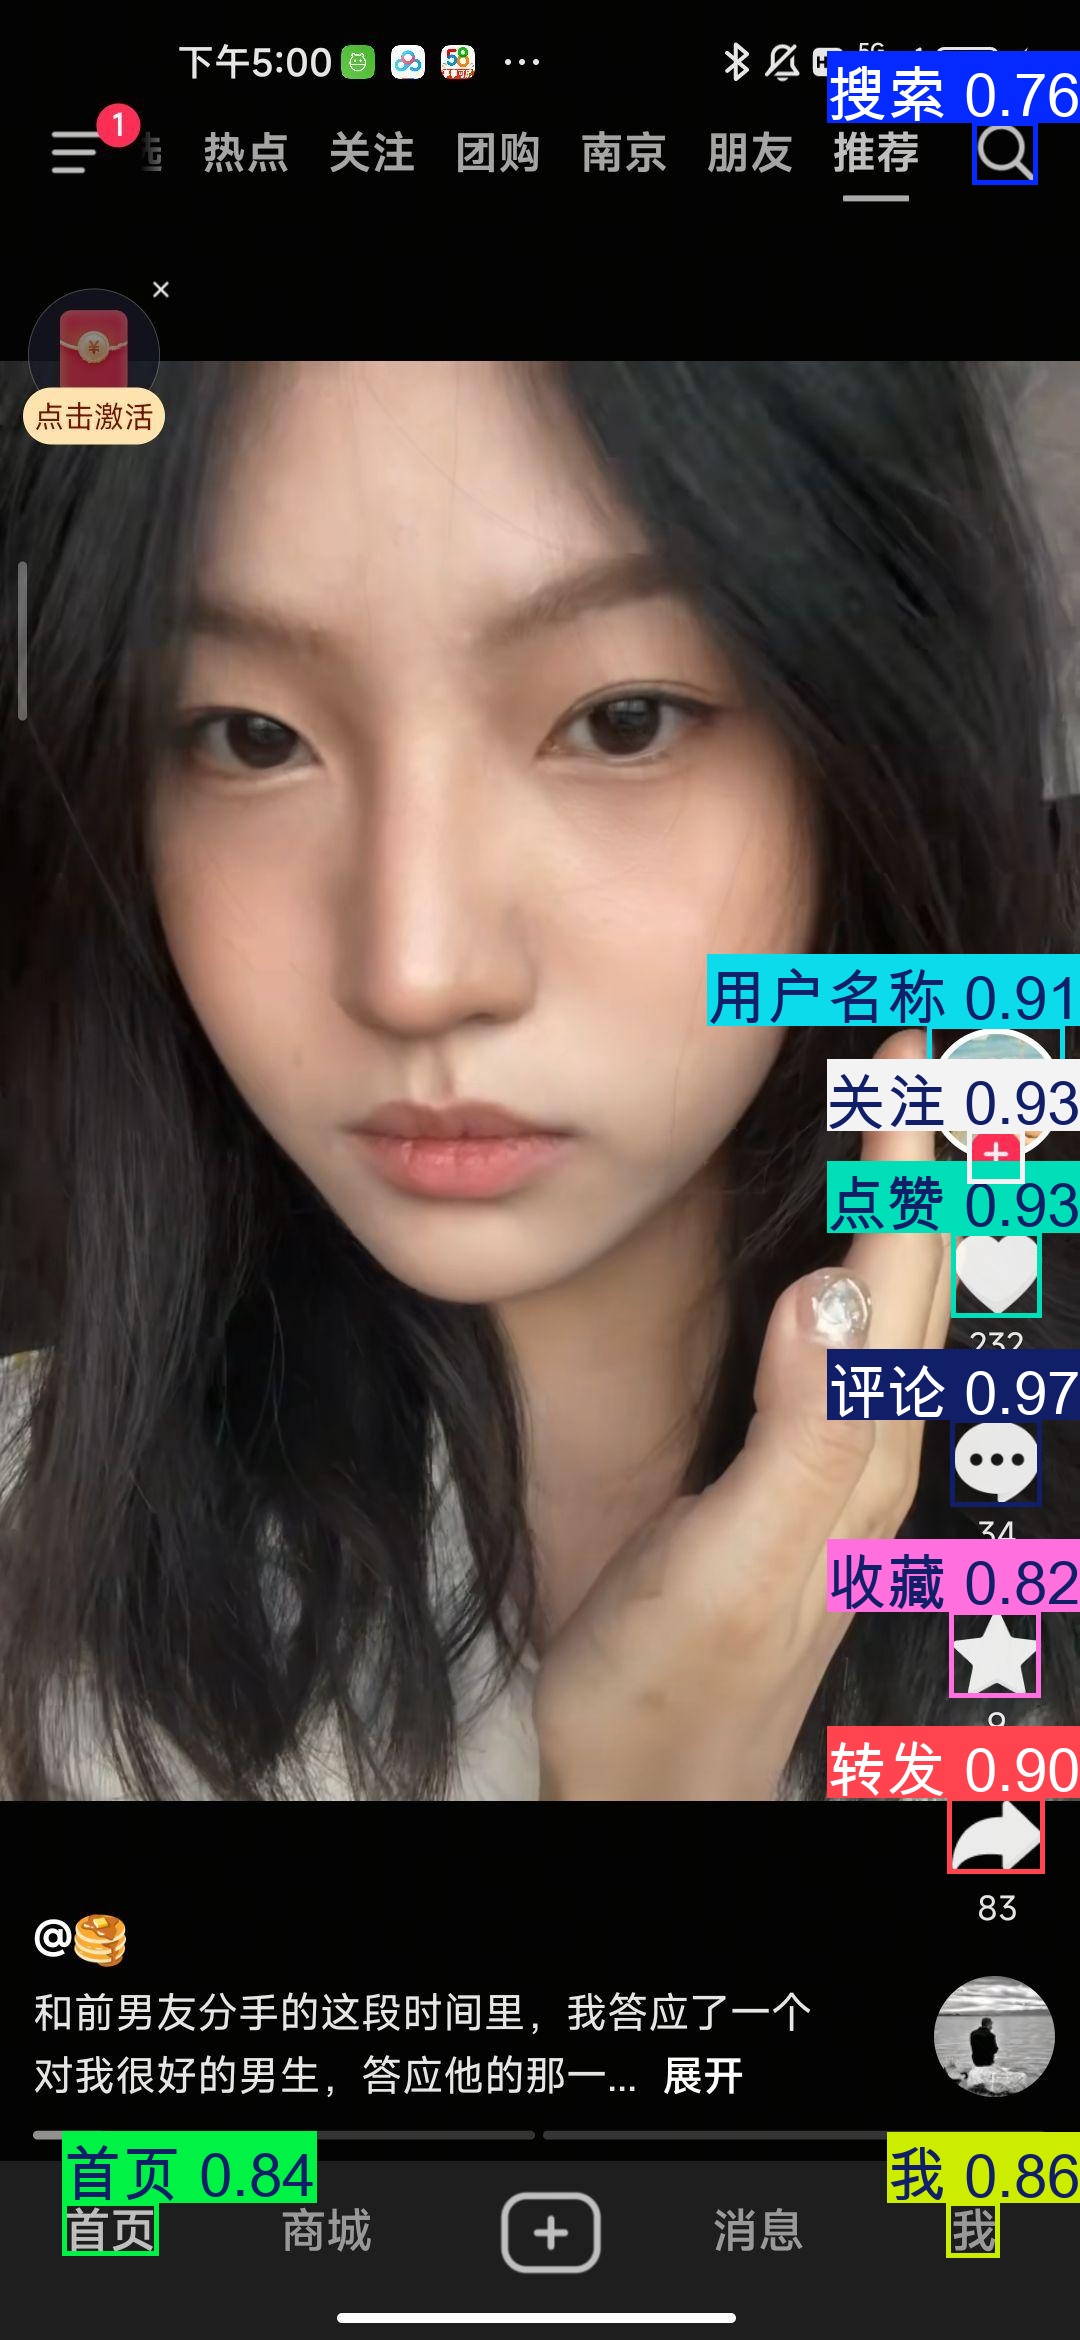 下午5:00
搜索 0.76
1
热点 关注 团购 南京 朋友 推荐
点击激活
用户名称 0.91
关注 0.93
点赞 0.93
232
评论 0.97
34
收藏 0.82
9
转发 0.90
83
@
和前男友分手的这段时间里，我答应了一个
对我很好的男生，答应他的那一... 展开
首页 0.84
我 0.86
首页 商城 消息 我